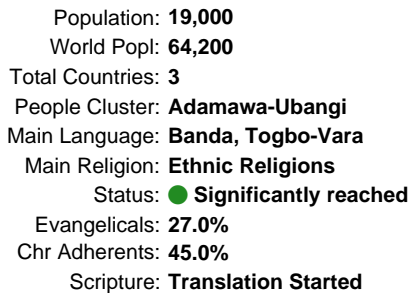 Population: 19,000
World Popl: 64,200
Total Countries: 3
People Cluster: Adamawa-Ubangi
Main Language: Banda, Togbo-Vara
Main Religion: Ethnic Religions
Status: Significantly reached
Evangelicals: 27.0%
Chr Adherents: 45.0%
Scripture: Translation Started